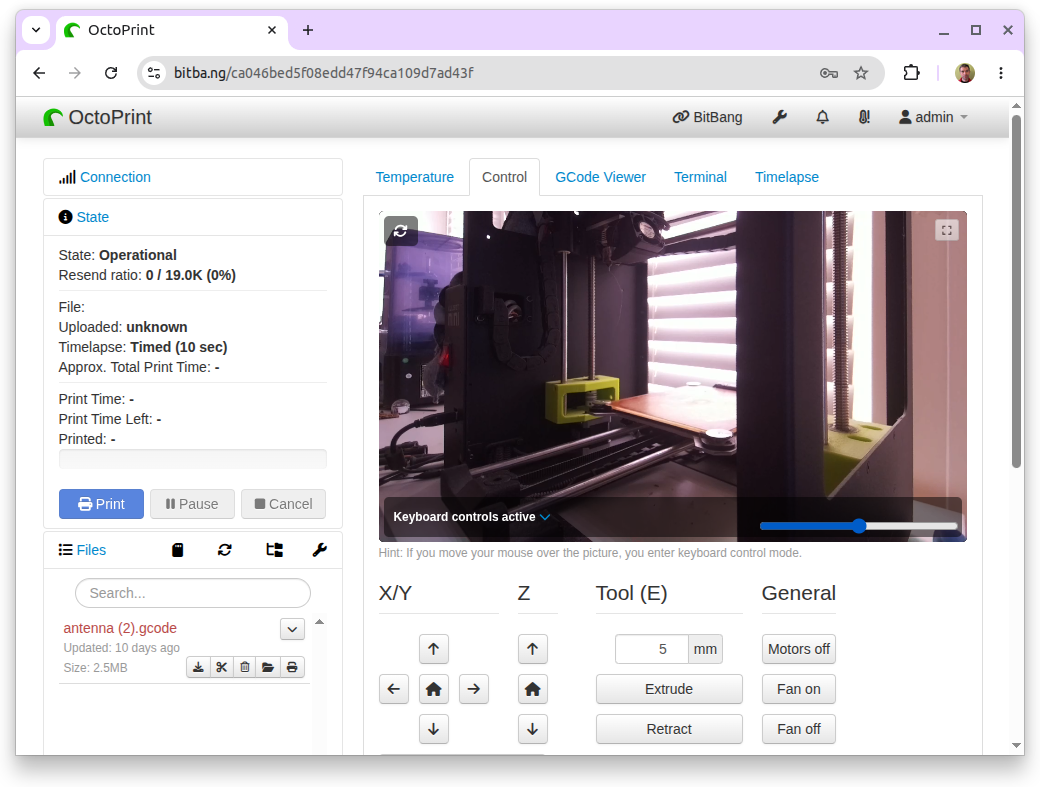 OctoPrint
bitba.ng/ca046bed5f08edd47f94ca109d7ad43f
OctoPrint
BitBang
admin
Connection
State
State: Operational
Resend ratio: 0 / 19.0K (0%)
File:
Uploaded: unknown
Timelapse: Timed (10 sec)
Approx. Total Print Time: -
Print Time: -
Print Time Left: -
Printed: -
Print Pause Cancel
Files
Search...
antenna (2).gcode
Updated: 10 days ago
Size: 2.5MB
Temperature Control GCode Viewer Terminal Timelapse
Keyboard controls active
Hint: If you move your mouse over the picture, you enter keyboard control mode.
X/Y Z Tool (E) General
5 mm Motors off
Extrude Fan on
Retract Fan off